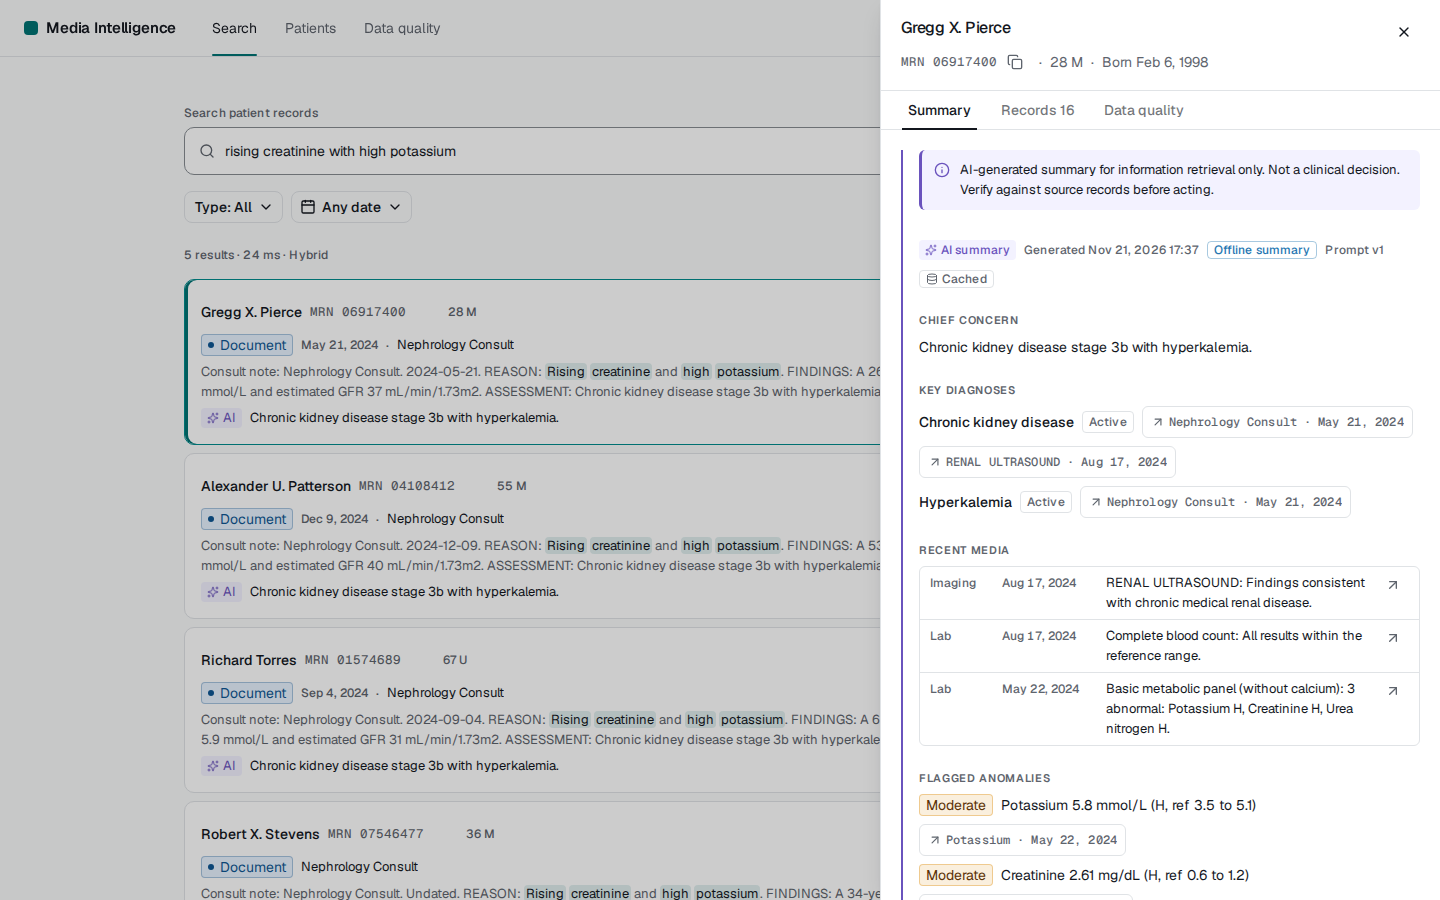 Media Intelligence
Search
Patients
Data quality
Search patient records
rising creatinine with high potassium
Type: All
Any date
5 results · 24 ms · Hybrid
Gregg X. Pierce MRN 06917400 28 M
Document May 21, 2024 · Nephrology Consult
Consult note: Nephrology Consult. 2024-05-21. REASON: Rising creatinine and high potassium. FINDINGS: A 26
mmol/L and estimated GFR 37 mL/min/1.73m2. ASSESSMENT: Chronic kidney disease stage 3b with hyperkalemia
AI Chronic kidney disease stage 3b with hyperkalemia.
Alexander U. Patterson MRN 04108412 55 M
Document Dec 9, 2024 · Nephrology Consult
Consult note: Nephrology Consult. 2024-12-09. REASON: Rising creatinine and high potassium. FINDINGS: A 53
mmol/L and estimated GFR 40 mL/min/1.73m2. ASSESSMENT: Chronic kidney disease stage 3b with hyperkalemia
AI Chronic kidney disease stage 3b with hyperkalemia.
Richard Torres MRN 01574689 67 U
Document Sep 4, 2024 · Nephrology Consult
Consult note: Nephrology Consult. 2024-09-04. REASON: Rising creatinine and high potassium. FINDINGS: A 6
5.9 mmol/L and estimated GFR 31 mL/min/1.73m2. ASSESSMENT: Chronic kidney disease stage 3b with hyperkale
AI Chronic kidney disease stage 3b with hyperkalemia.
Robert X. Stevens MRN 07546477 36 M
Document Nephrology Consult
Consult note: Nephrology Consult. Undated. REASON: Rising creatinine and high potassium. FINDINGS: A 34-ye
Gregg X. Pierce
MRN 06917400 · 28 M · Born Feb 6, 1998
Summary
Records 16
Data quality
AI-generated summary for information retrieval only. Not a clinical decision.
Verify against source records before acting.
AI summary Generated Nov 21, 2026 17:37 Offline summary Prompt v1
Cached
CHIEF CONCERN
Chronic kidney disease stage 3b with hyperkalemia.
KEY DIAGNOSES
Chronic kidney disease Active Nephrology Consult · May 21, 2024
RENAL ULTRASOUND · Aug 17, 2024
Hyperkalemia Active Nephrology Consult · May 21, 2024
RECENT MEDIA
Imaging Aug 17, 2024 RENAL ULTRASOUND: Findings consistent
with chronic medical renal disease.
Lab Aug 17, 2024 Complete blood count: All results within the
reference range.
Lab May 22, 2024 Basic metabolic panel (without calcium): 3
abnormal: Potassium H, Creatinine H, Urea
nitrogen H.
FLAGGED ANOMALIES
Moderate Potassium 5.8 mmol/L (H, ref 3.5 to 5.1)
Potassium · May 22, 2024
Moderate Creatinine 2.61 mg/dL (H, ref 0.6 to 1.2)